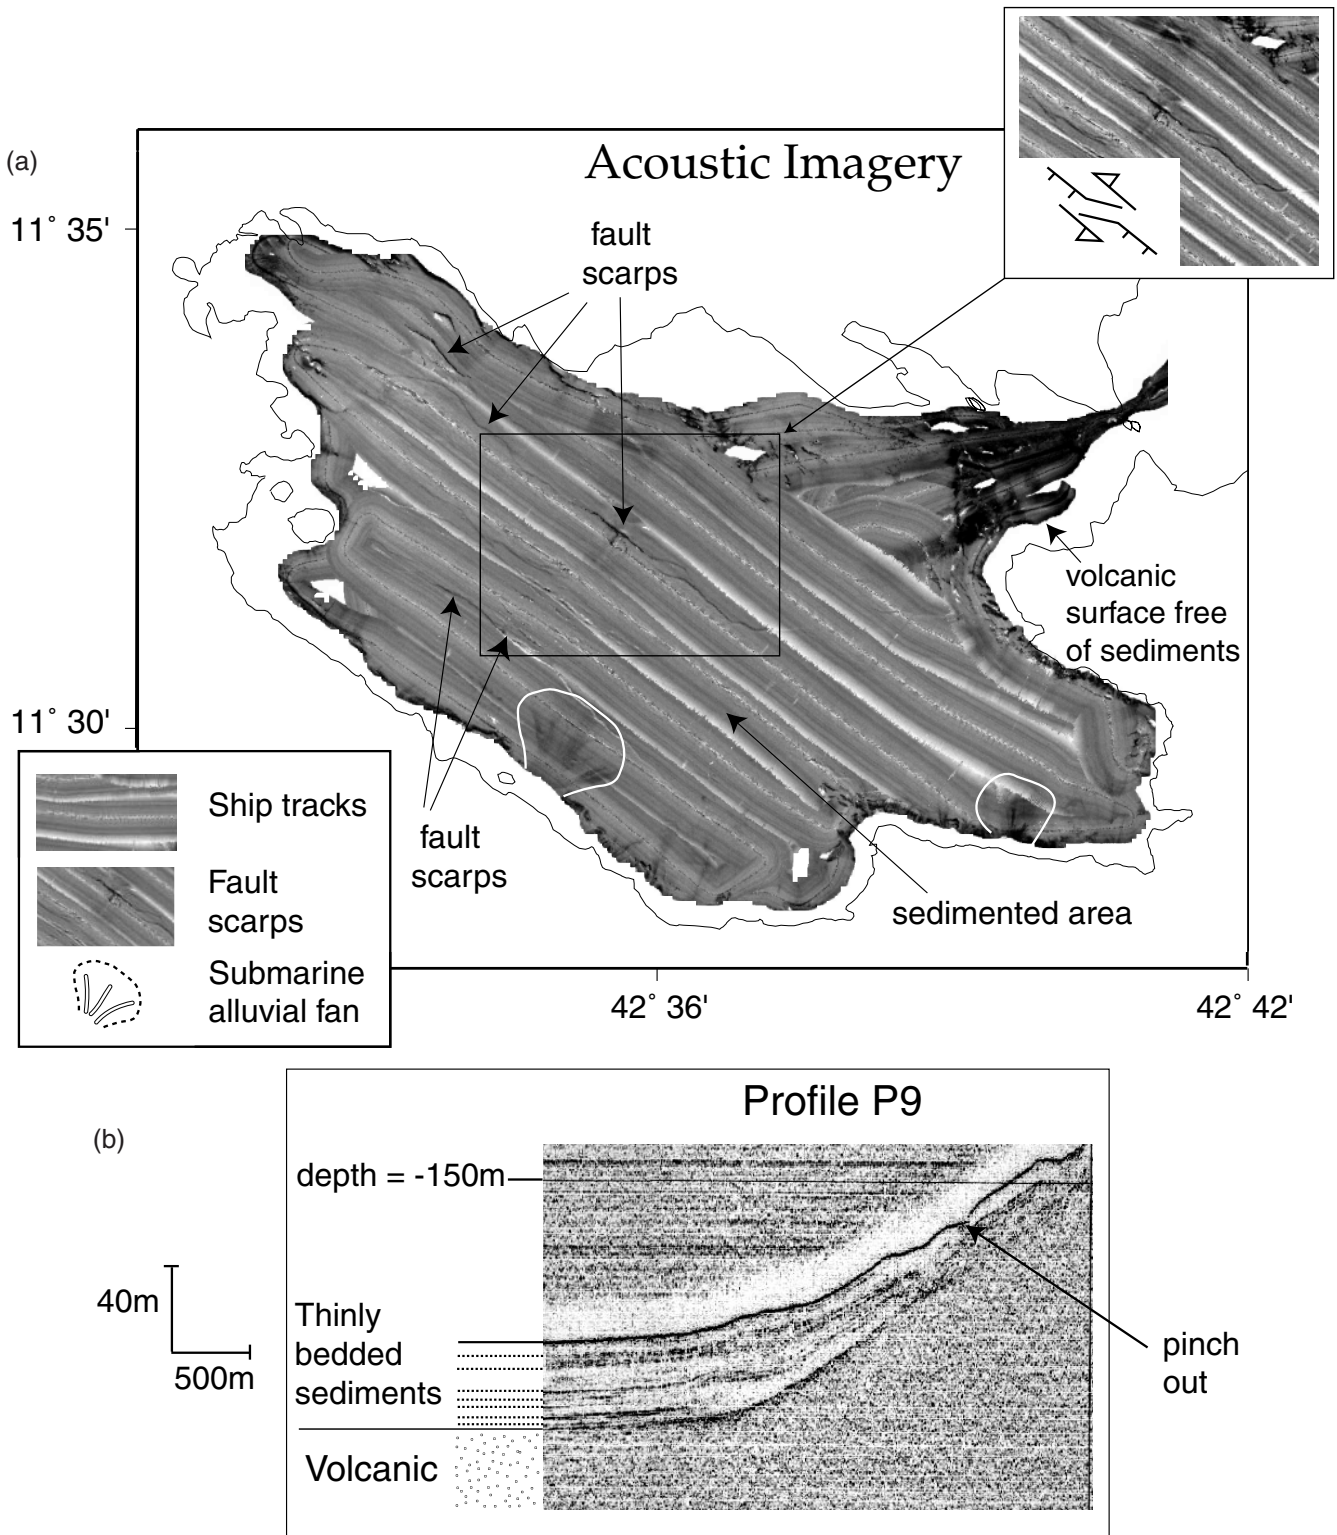 (a)
Acoustic Imagery
11° 35'
fault
scarps
volcanic
surface free
of sediments
11° 30'
Ship tracks
Fault
scarps
Submarine
alluvial fan
fault
scarps
sedimented area
42° 36'
42° 42'
(b)
Profile P9
depth = -150m
40m
500m
Thinly
bedded
sediments
Volcanic
pinch
out